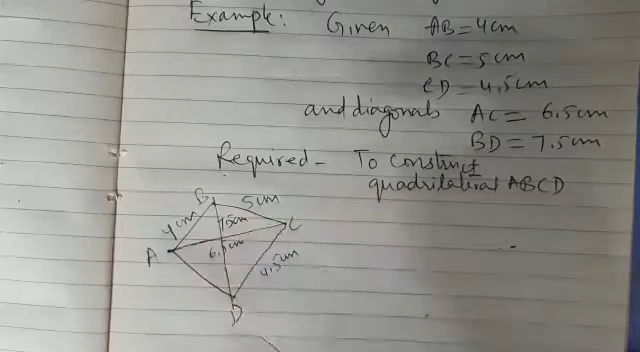 Example: Given AB=4cm
BC=5cm
CD=4.5cm
and diagonals AC= 6.5cm
BD=7.5cm
Required- To construct
quadrilateral ABCD
B 5cm
4cm 7.5cm
C
A 6.5cm
4.5cm
D